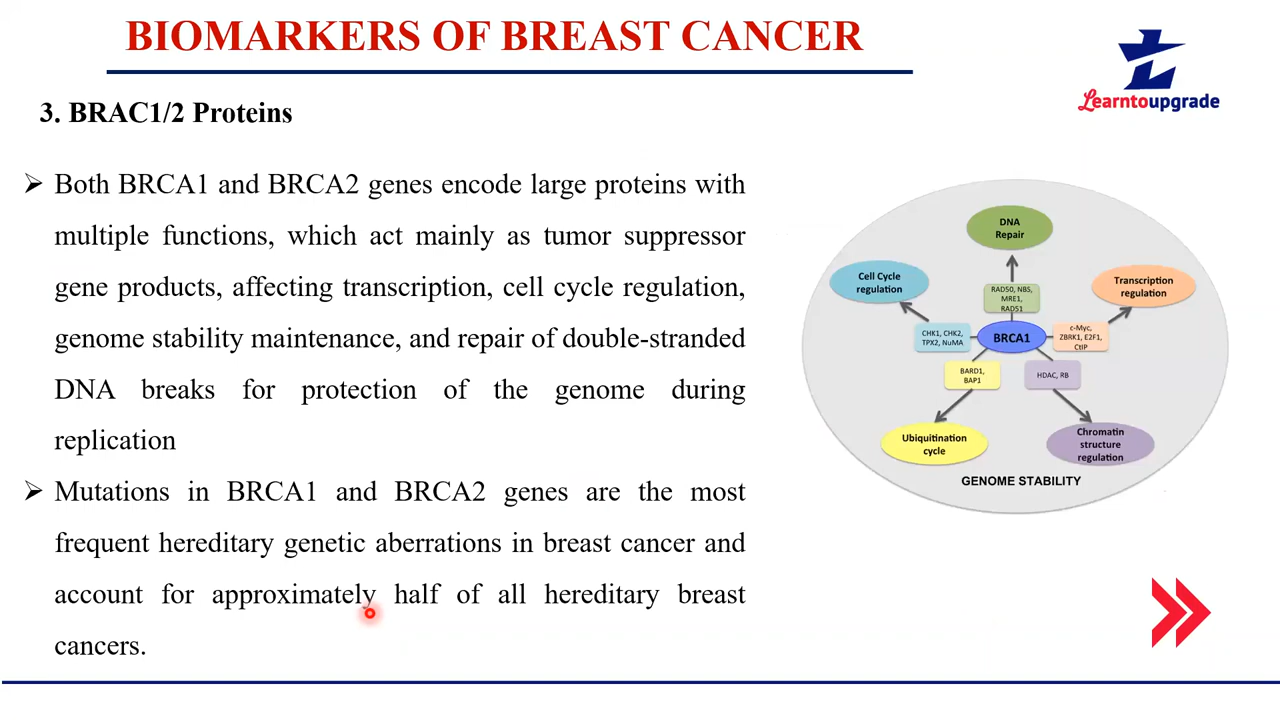 BIOMARKERS OF BREAST CANCER
Learntoupgrade
3. BRAC1/2 Proteins
Both BRCA1 and BRCA2 genes encode large proteins with
multiple functions, which act mainly as tumor suppressor
gene products, affecting transcription, cell cycle regulation,
genome stability maintenance, and repair of double-stranded
DNA breaks for protection of the genome during
replication
Mutations in BRCA1 and BRCA2 genes are the most
frequent hereditary genetic aberrations in breast cancer and
account for approximately half of all hereditary breast
cancers.
DNA
Repair
Cell Cycle
regulation
Transcription
regulation
RAD50, NBS,
MRE1,
RAD51
CHK1, CHK2,
TPX2, NuMA
BRCA1
c-Myc,
ZBRK1, E2F1,
CtIP
BARD1,
BAP1
HDAC, RB
Ubiquitination
cycle
Chromatin
structure
regulation
GENOME STABILITY